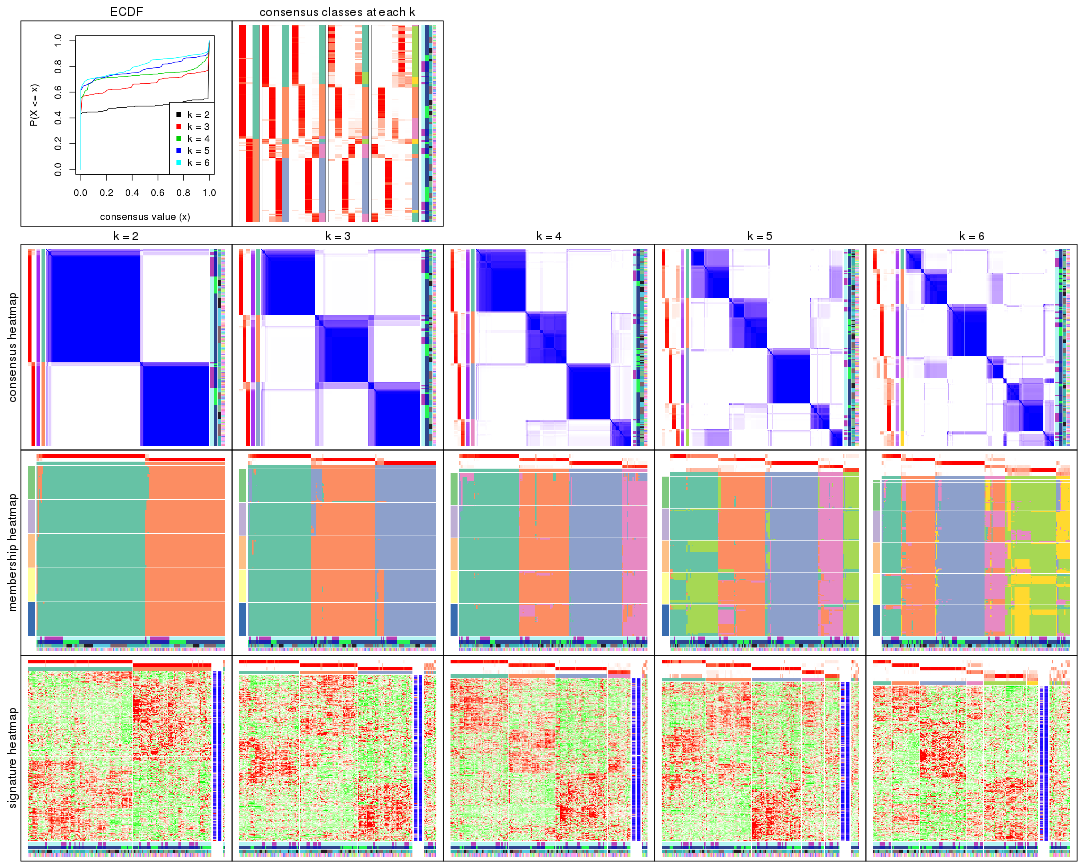 ECDF
consensus classes at each k
P(X <= x)
1.0
0.8
0.6
0.4
0.2
0.0
k = 2
k = 3
k = 4
k = 5
k = 6
0.0 0.2 0.4 0.6 0.8 1.0
consensus value (x)
k = 2
k = 3
k = 4
k = 5
k = 6
consensus heatmap
membership heatmap
signature heatmap